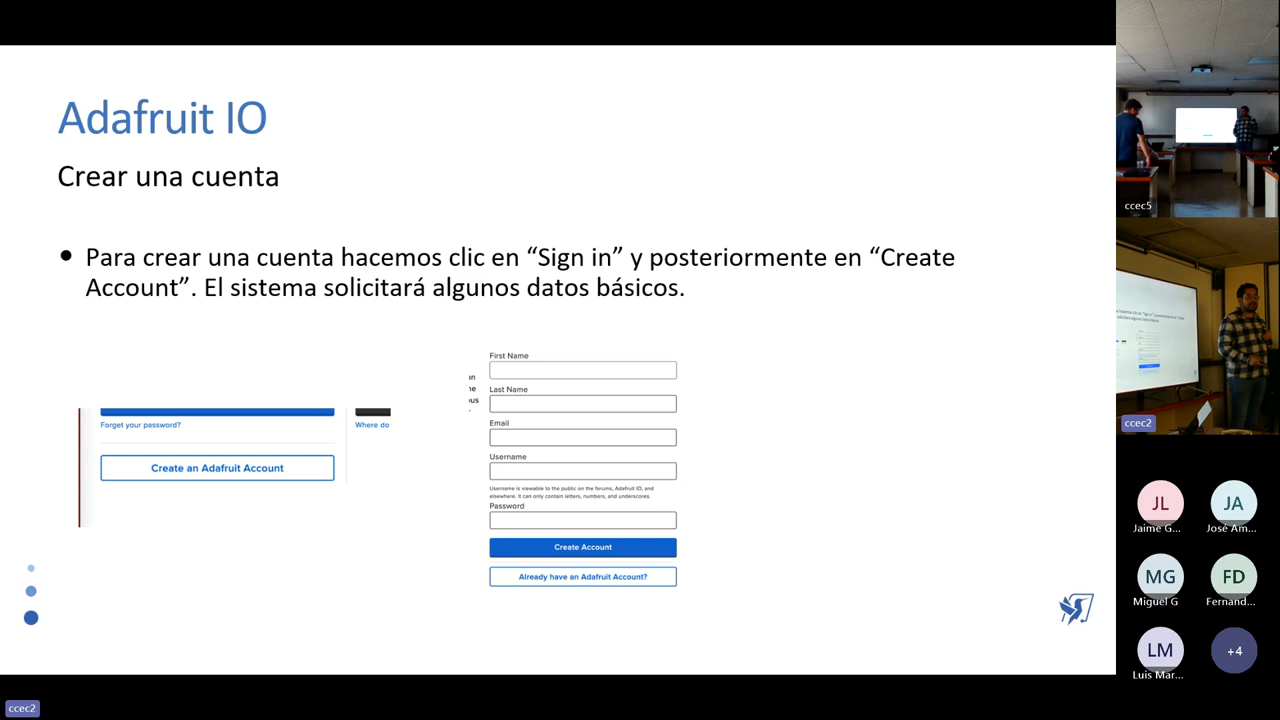 Adafruit IO
Crear una cuenta
• Para crear una cuenta hacemos clic en “Sign in” y posteriormente en “Create
Account”. El sistema solicitará algunos datos básicos.
Forget your password?
Where do
Create an Adafruit Account
an
ne
ous
First Name
Last Name
Email
Username
Username is viewable to the public on the forums, Adafruit IO, and
elsewhere. It can only contain letters, numbers, and underscores.
Password
Create Account
Already have an Adafruit Account?
ccec2
ccec5
ccec2
JL
Jaime G...
JA
José Am...
MG
Miguel G
FD
Fernand...
LM
Luis Mar...
+4